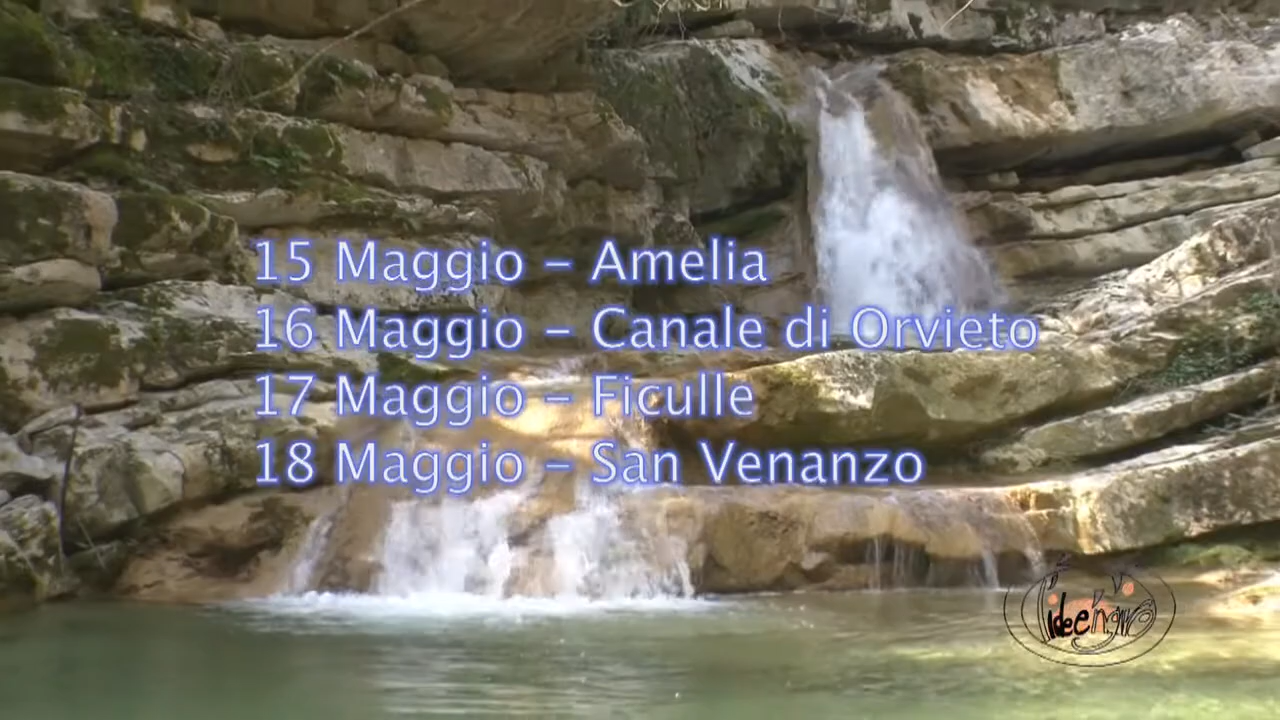 15 Maggio – Amelia
16 Maggio – Canale di Orvieto
17 Maggio – Ficulle
18 Maggio – San Venanzo